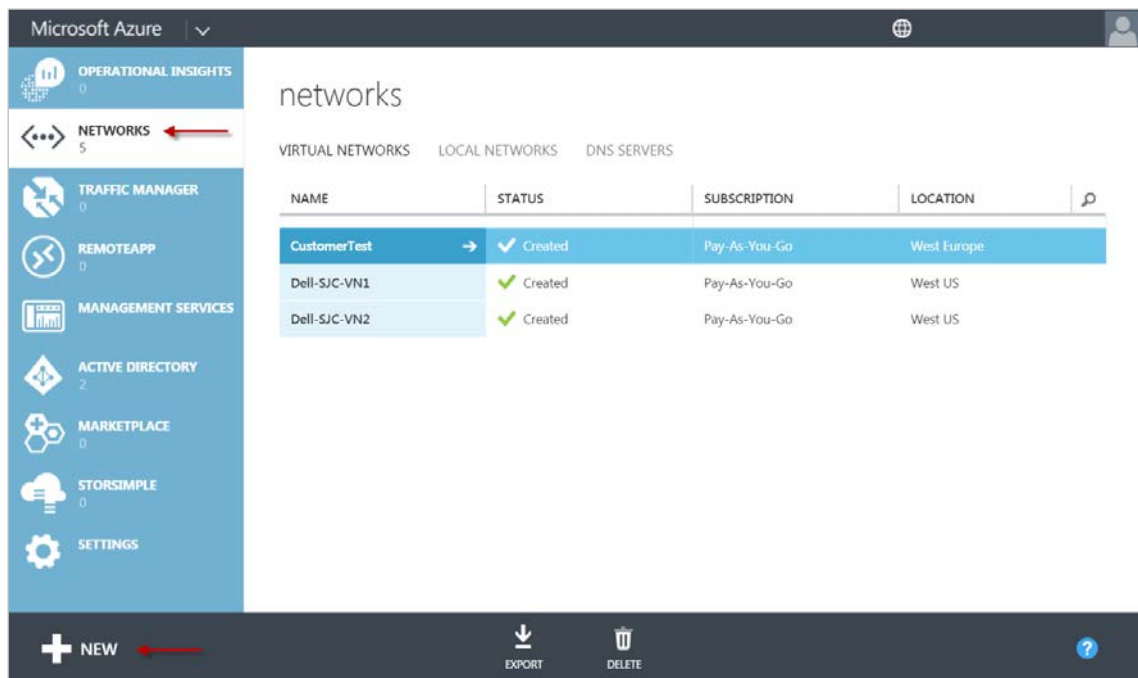 Microsoft Azure
OPERATIONAL INSIGHTS
0
NETWORKS
5
TRAFFIC MANAGER
0
REMOTEAPP
0
MANAGEMENT SERVICES
ACTIVE DIRECTORY
2
MARKETPLACE
0
STORSIMPLE
0
SETTINGS
networks
VIRTUAL NETWORKS LOCAL NETWORKS DNS SERVERS
NAME STATUS SUBSCRIPTION LOCATION
CustomerTest Created Pay-As-You-Go West Europe
Dell-SJC-VN1 Created Pay-As-You-Go West US
Dell-SJC-VN2 Created Pay-As-You-Go West US
NEW
EXPORT
DELETE
?